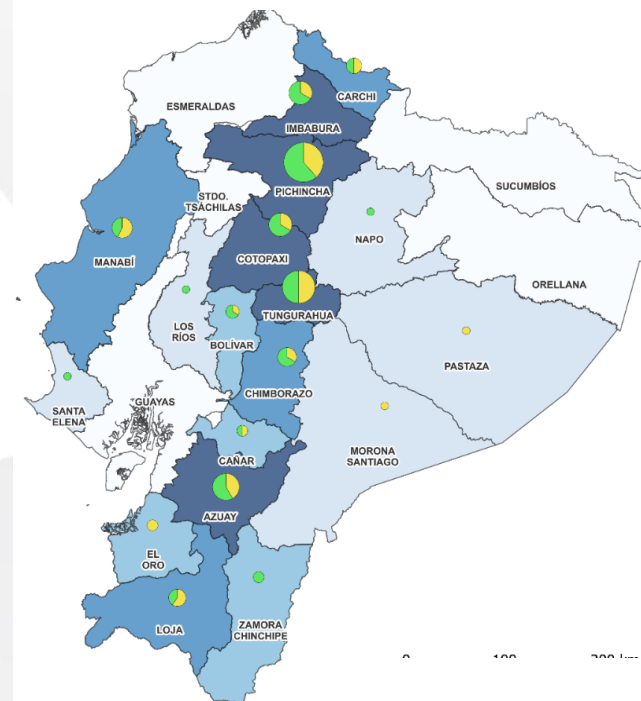 ESMERALDAS
CARCHI
IMBABURA
PICHINCHA
SUCUMBÍOS
STDO.
TSÁCHILAS
NAPO
MANABÍ
COTOPAXI
ORELLANA
TUNGURAHUA
LOS
RÍOS
BOLÍVAR
PASTAZA
CHIMBORAZO
SANTA
ELENA
GUAYAS
MORONA
SANTIAGO
CAÑAR
AZUAY
EL
ORO
LOJA
ZAMORA
CHINCHIPE